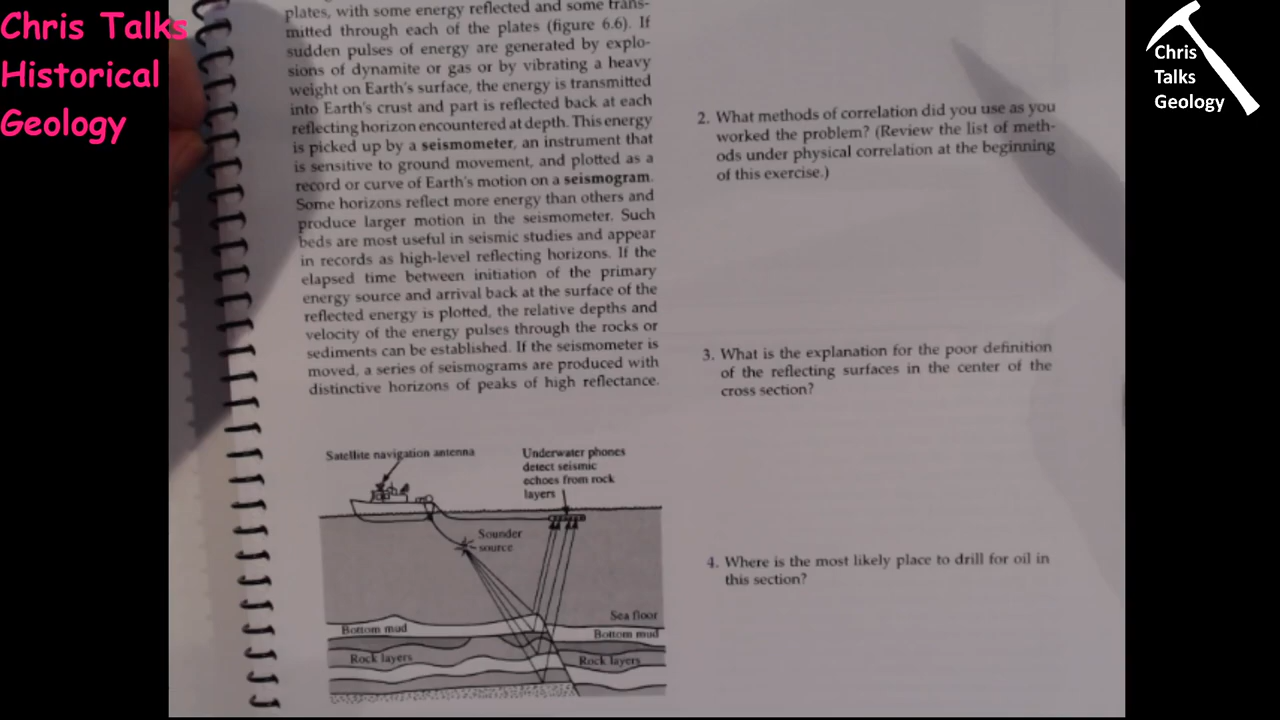 Chris Talks
Historical
Geology
Chris
Talks
Geology
plates, with some energy reflected and some trans-
mitted through each of the plates (figure 6.6). If
sudden pulses of energy are generated by explo-
sions of dynamite or gas or by vibrating a heavy
weight on Earth's surface, the energy is transmitted
into Earth's crust and part is reflected back at each
reflecting horizon encountered at depth. This energy
is picked up by a seismometer, an instrument that
is sensitive to ground movement, and plotted as a
record or curve of Earth's motion on a seismogram.
Some horizons reflect more energy than others and
produce larger motion in the seismometer. Such
beds are most useful in seismic studies and appear
in records as high-level reflecting horizons. If the
elapsed time between initiation of the primary
energy source and arrival back at the surface of the
reflected energy is plotted, the relative depths and
velocity of the energy pulses through the rocks or
sediments can be established. If the seismometer is
moved, a series of seismograms are produced with
distinctive horizons of peaks of high reflectance.
Satellite navigation antenna
Underwater phones
detect seismic
echoes from rock
layers
Sounder
source
Sea floor
Bottom mud
Bottom mud
Rock layers
Rock layers
2. What methods of correlation did you use as you
worked the problem? (Review the list of meth-
ods under physical correlation at the beginning
of this exercise.)
3. What is the explanation for the poor definition
of the reflecting surfaces in the center of the
cross section?
4. Where is the most likely place to drill for oil in
this section?